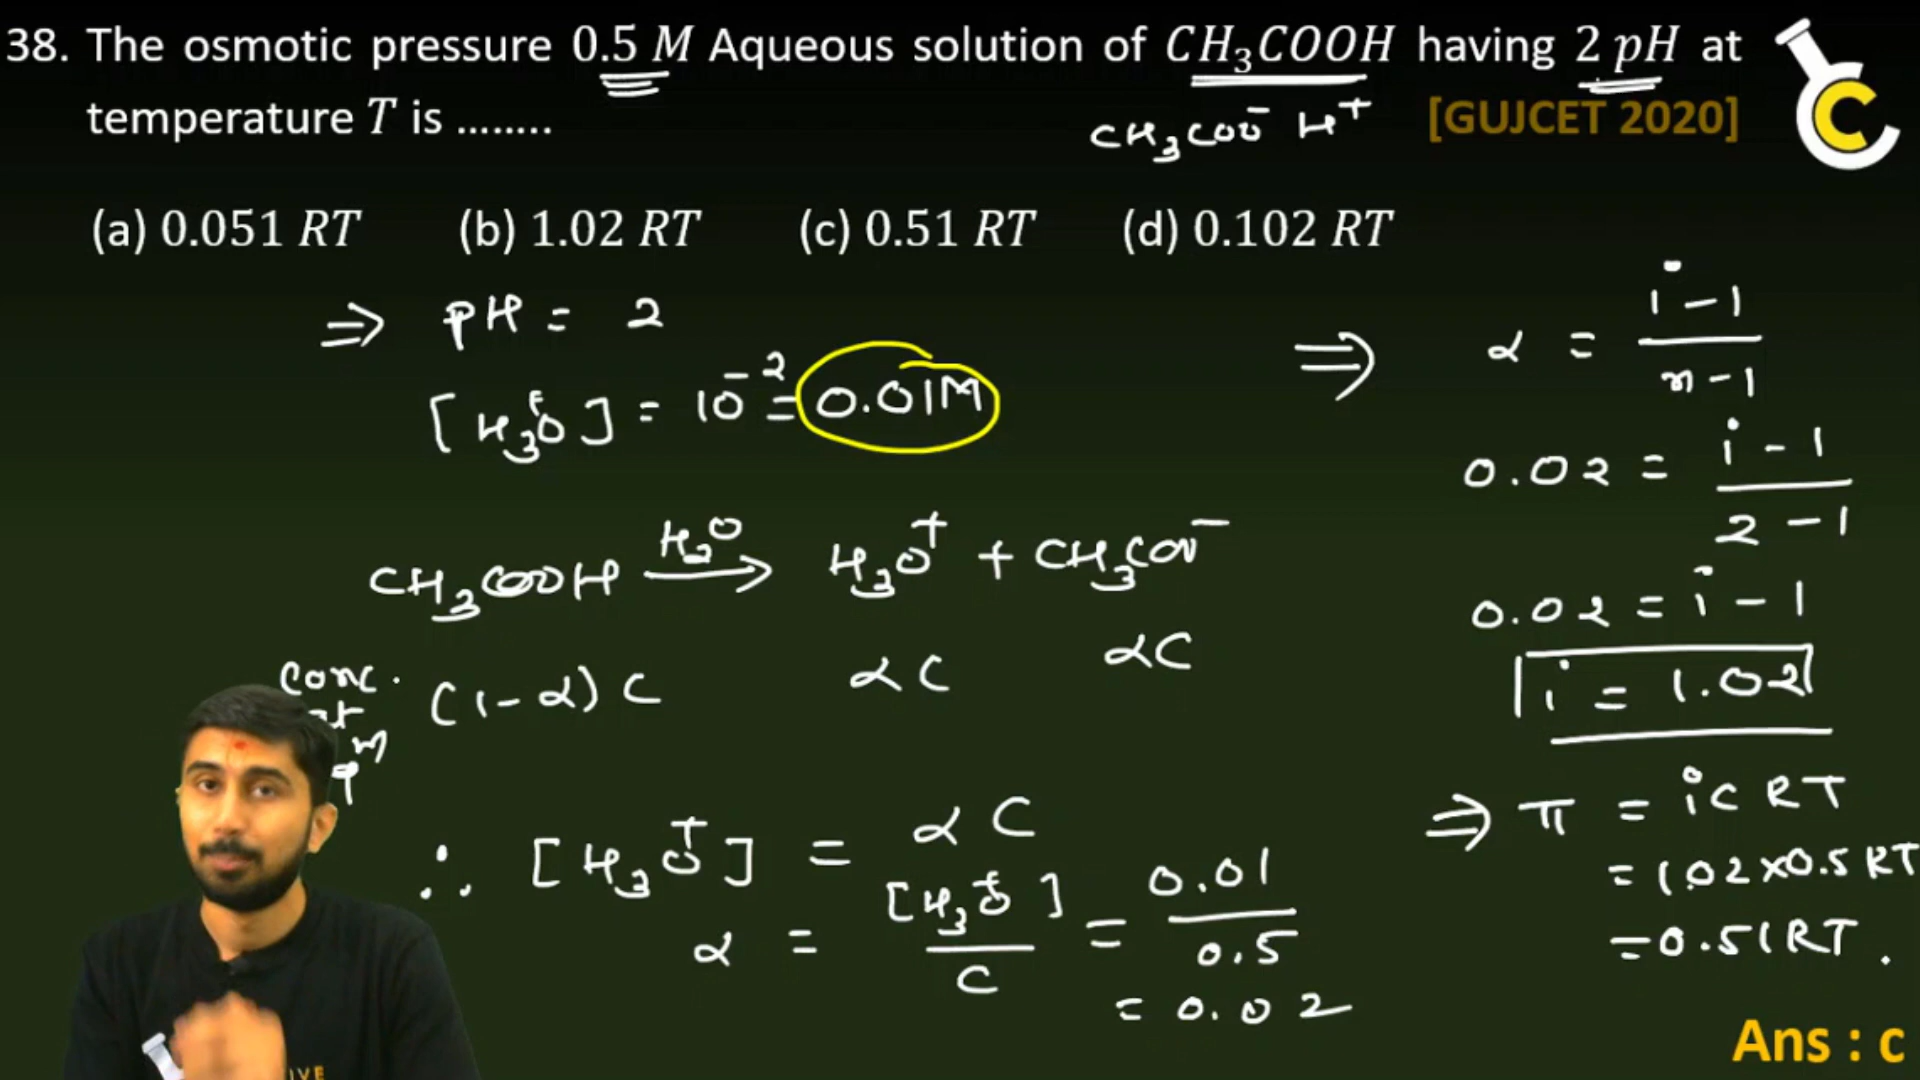 38. The osmotic pressure 0.5 M Aqueous solution of CH₃COOH having 2 pH at
temperature T is ........
[GUJCET 2020]
CH₃COO⁻ H⁺
(a) 0.051 RT (b) 1.02 RT (c) 0.51 RT (d) 0.102 RT
⇒ pH = 2
[H₃O⁺] = 10⁻² = 0.01M
CH₃COOH —H₂O→ H₃O⁺ + CH₃COO⁻
conc. (1-α) C αC αC
∴ [H₃O⁺] = αC
α = [H₃O⁺] / C = 0.01 / 0.5
= 0.02
⇒ α = i-1 / n-1
0.02 = i-1 / 2-1
0.02 = i-1
i = 1.02
⇒ π = iCRT
= 1.02×0.5 RT
= 0.51RT.
Ans : c
C